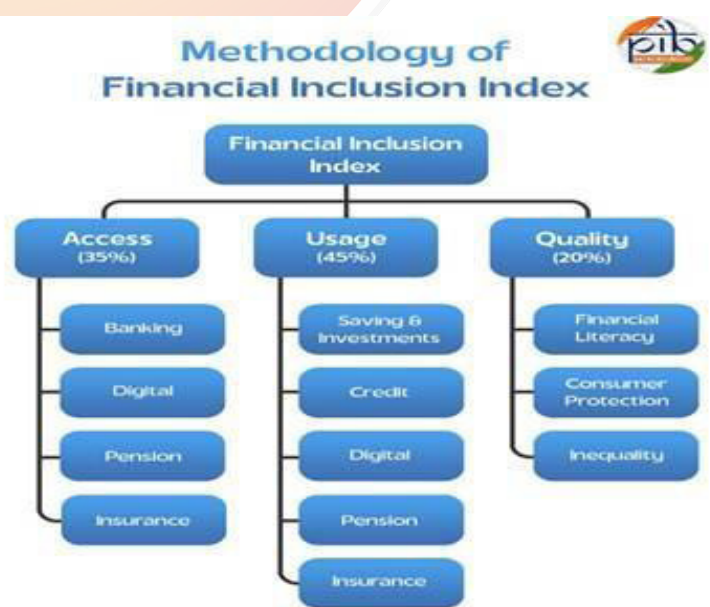 Methodology of
Financial Inclusion Index
pib
Financial Inclusion
Index
Access
(35%)
Banking
Digital
Pension
Insurance
Usage
(45%)
Saving &
Investments
Credit
Digital
Pension
Insurance
Quality
(20%)
Financial
Literacy
Consumer
Protection
Inequality